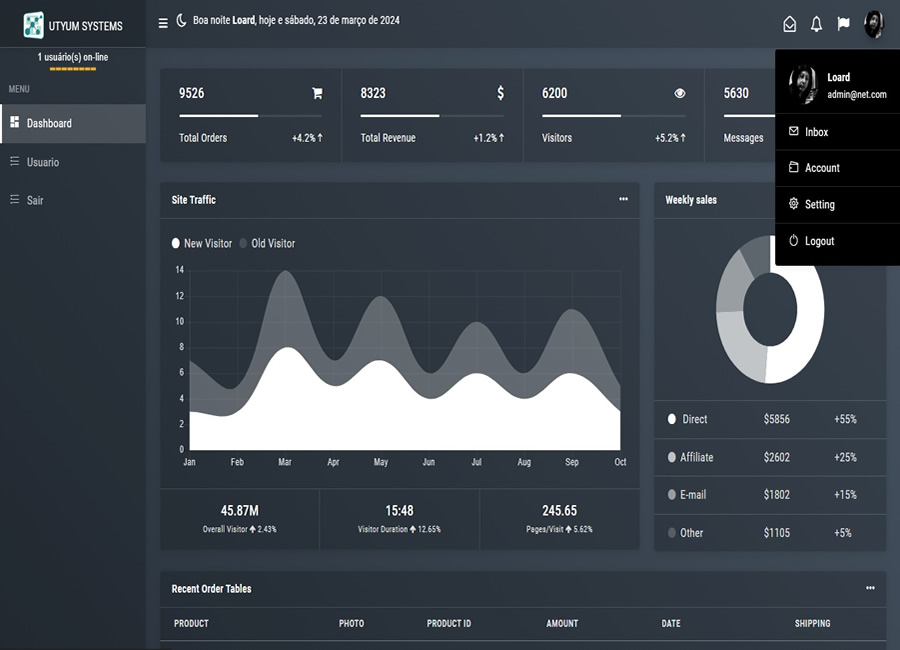 UTYUM SYSTEMS
Boa noite Loard, hoje e sábado, 23 de março de 2024
1 usuário(s) on-line
MENU
Dashboard
Usuario
Sair
9526
Total Orders +4.2%
8323
Total Revenue +1.2%
6200
Visitors +5.2%
5630
Messages
Loard
admin@net.com
Inbox
Account
Setting
Logout
Site Traffic
New Visitor Old Visitor
14
12
10
8
6
4
2
0
Jan Feb Mar Apr May Jun Jul Aug Sep Oct
45.87M
Overall Visitor 2.43%
15:48
Visitor Duration 12.65%
245.65
Pages/Visit 5.62%
Weekly sales
Direct $5856 +55%
Affiliate $2602 +25%
E-mail $1802 +15%
Other $1105 +5%
Recent Order Tables
PRODUCT PHOTO PRODUCT ID AMOUNT DATE SHIPPING